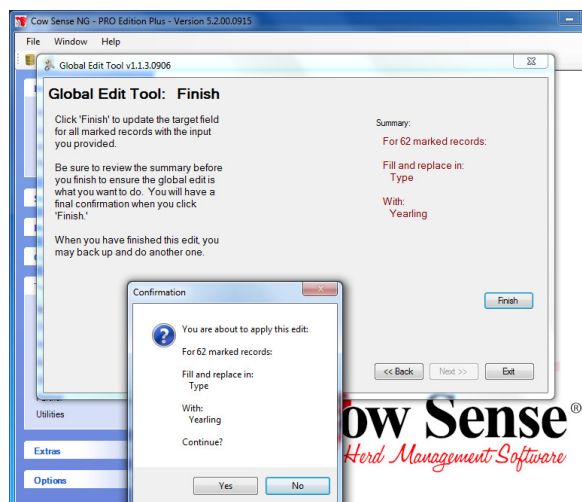 Cow Sense NG - PRO Edition Plus - Version 5.2.00.0915
File Window Help
Global Edit Tool v1.1.3.0906
Global Edit Tool: Finish
Click 'Finish' to update the target field
for all marked records with the input
you provided.
Be sure to review the summary before
you finish to ensure the global edit is
what you want to do. You will have a
final confirmation when you click
'Finish.'
When you have finished this edit, you
may back up and do another one.
Summary:
For 62 marked records:
Fill and replace in:
Type
With:
Yearling
Finish
<< Back Next >> Exit
Confirmation
You are about to apply this edit:
For 62 marked records:
Fill and replace in:
Type
With:
Yearling
Continue?
Yes No
Utilities
Extras
Options
ow Sense®
Herd Management Software